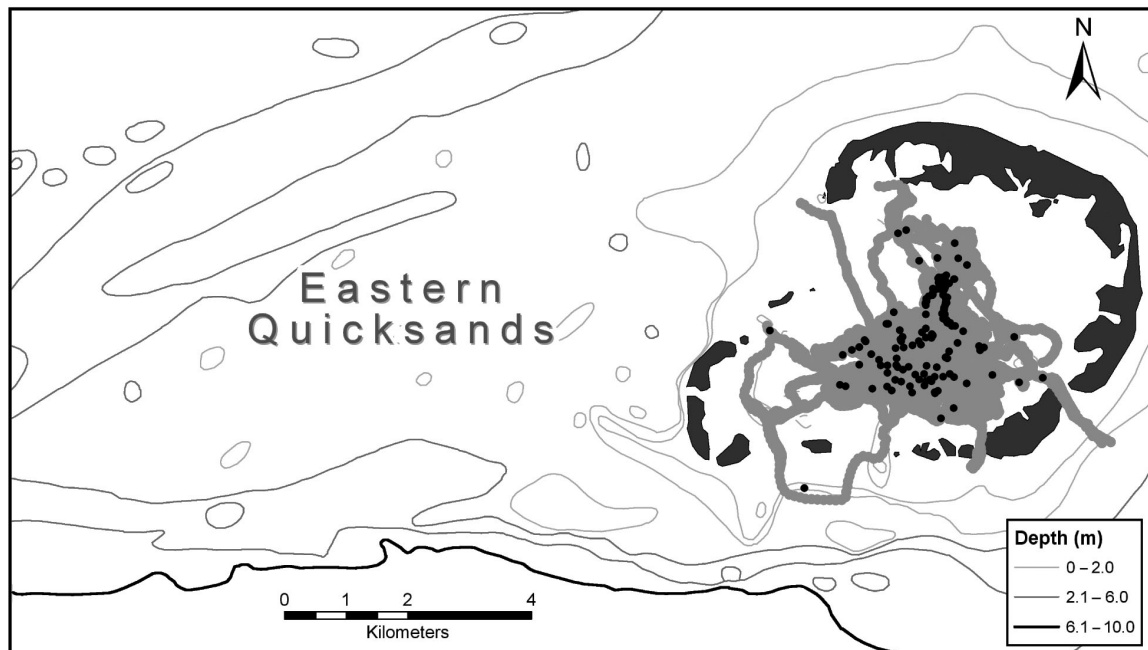 N
Eastern
Quicksands
0 1 2 4
Kilometers
Depth (m)
0 – 2.0
2.1 – 6.0
6.1 – 10.0